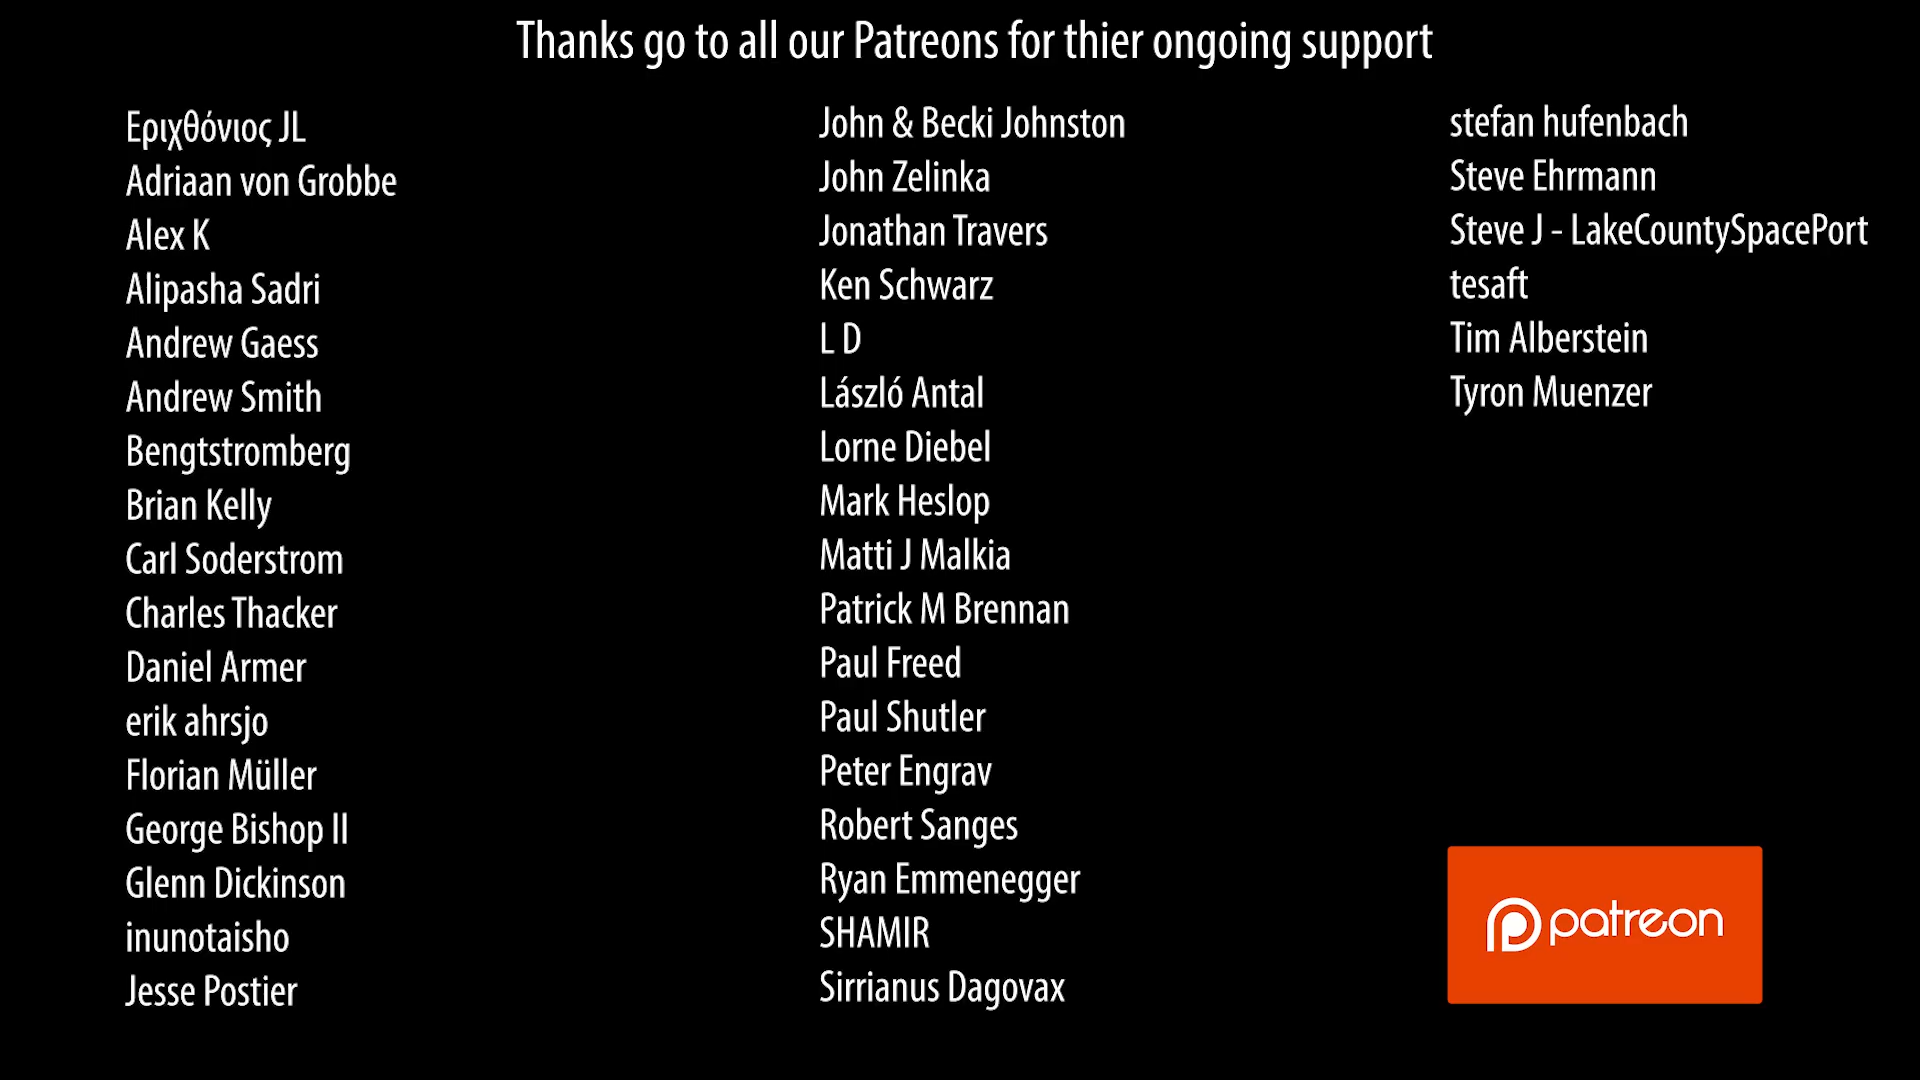 Thanks go to all our Patreons for thier ongoing support
Εριχθόνιος JL
Adriaan von Grobbe
Alex K
Alipasha Sadri
Andrew Gaess
Andrew Smith
Bengtstromberg
Brian Kelly
Carl Soderstrom
Charles Thacker
Daniel Armer
erik ahrsjo
Florian Müller
George Bishop II
Glenn Dickinson
inunotaisho
Jesse Postier
John & Becki Johnston
John Zelinka
Jonathan Travers
Ken Schwarz
L D
László Antal
Lorne Diebel
Mark Heslop
Matti J Malkia
Patrick M Brennan
Paul Freed
Paul Shutler
Peter Engrav
Robert Sanges
Ryan Emmenegger
SHAMIR
Sirrianus Dagovax
stefan hufenbach
Steve Ehrmann
Steve J - LakeCountySpacePort
tesaft
Tim Alberstein
Tyron Muenzer
patreon